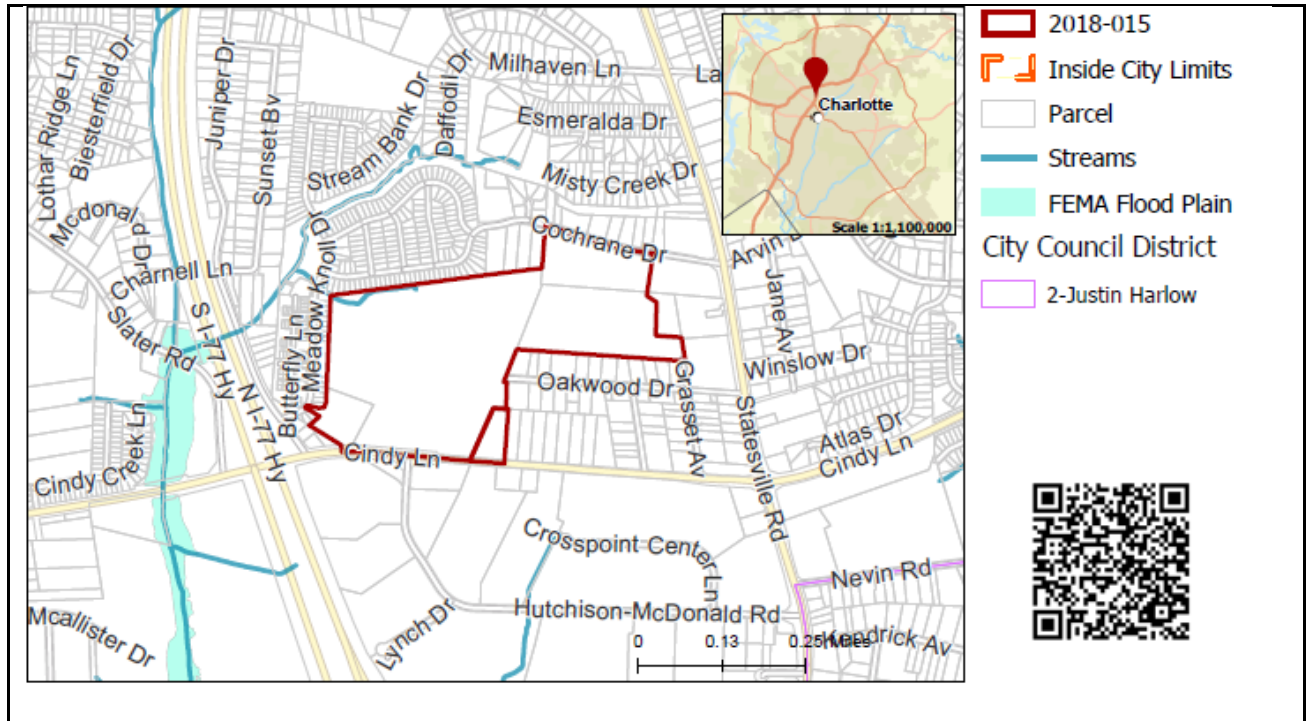 Lothar Ridge Ln
Biesterfield Dr
Juniper Dr
Sunset Bv
Stream Bank Dr
Daffodil Dr
Milhaven Ln
La
Esmeralda Dr
Misty Creek Dr
Mcdonald Dr
Charnell Ln
Slater Rd
S I-77 Hy
N I-77 Hy
Butterfly Ln
Meadow Knoll Dr
Cochrane Dr
Arvin
Jane Av
Winslow Dr
Oakwood Dr
Grasset Av
Statesville Rd
Atlas Dr
Cindy Ln
Cindy Ln
Cindy Creek Ln
Crosspoint Center Ln
Nevin Rd
Hutchison-McDonald Rd
Lynch Dr
Mcallister Dr
Kendrick Av
0 0.13 0.25 Miles
Charlotte
Scale 1:1,100,000
2018-015
Inside City Limits
Parcel
Streams
FEMA Flood Plain
City Council District
2-Justin Harlow